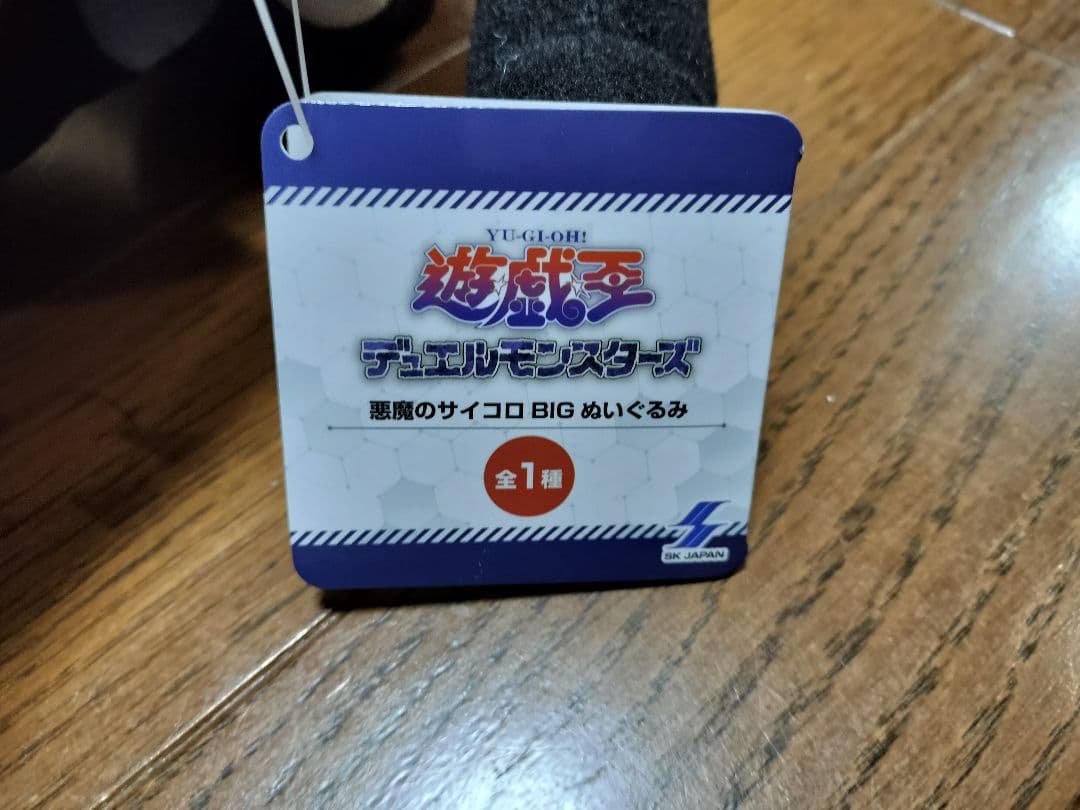 YU-GI-OH!
遊☆戯☆王
デュエルモンスターズ
悪魔のサイコロ BIG ぬいぐるみ
全1種
SK JAPAN